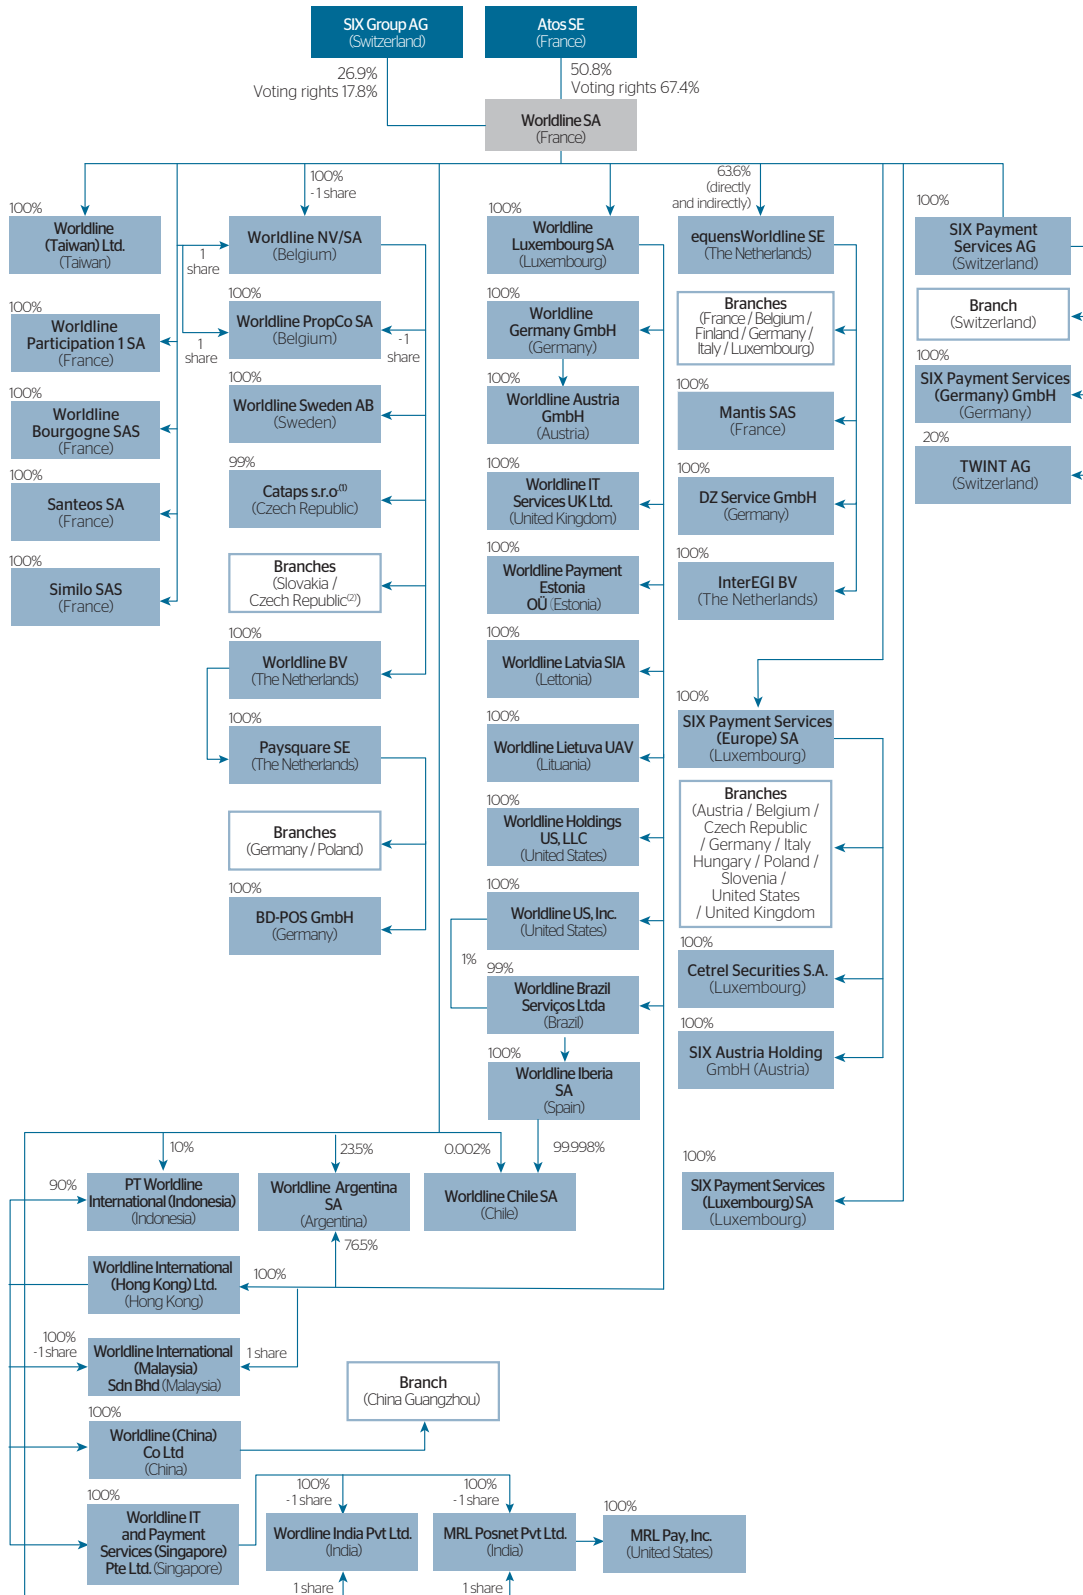 SIX Group AG
(Switzerland)
Atos SE
(France)
26.9%
Voting rights 17.8%
50.8%
Voting rights 67.4%
Worldline SA
(France)
100%
Worldline
(Taiwan) Ltd.
(Taiwan)
100%
Worldline
Participation 1 SA
(France)
100%
Worldline
Bourgogne SAS
(France)
100%
Santeos SA
(France)
100%
Similo SAS
(France)
100%
- 1 share
Worldline NV/SA
(Belgium)
1
share
100%
Worldline PropCo SA
(Belgium)
1
share
-1
share
100%
Worldline Sweden AB
(Sweden)
99%
Cataps s.r.o(1)
(Czech Republic)
Branches
(Slovakia /
Czech Republic(2))
100%
Worldline BV
(The Netherlands)
100%
Paysquare SE
(The Netherlands)
Branches
(Germany / Poland)
100%
BD-POS GmbH
(Germany)
100%
Worldline
Luxembourg SA
(Luxembourg)
100%
Worldline
Germany GmbH
(Germany)
100%
Worldline Austria
GmbH
(Austria)
100%
Worldline IT
Services UK Ltd.
(United Kingdom)
100%
Worldline Payment
Estonia
OÜ (Estonia)
100%
Worldline Latvia SIA
(Lettonia)
100%
Worldline Lietuva UAV
(Lituania)
100%
Worldline Holdings
US, LLC
(United States)
100%
Worldline US, Inc.
(United States)
1%
99%
Worldline Brazil
Serviços Ltda
(Brazil)
100%
Worldline Iberia
SA
(Spain)
63.6%
(directly
and indirectly)
equensWorldline SE
(The Netherlands)
Branches
(France / Belgium /
Finland / Germany /
Italy / Luxembourg)
100%
Mantis SAS
(France)
100%
DZ Service GmbH
(Germany)
100%
InterEGI BV
(The Netherlands)
100%
SIX Payment Services
(Europe) SA
(Luxembourg)
Branches
(Austria / Belgium /
Czech Republic
/ Germany / Italy
Hungary / Poland /
Slovenia /
United States
/ United Kingdom
100%
Cetrel Securities S.A.
(Luxembourg)
100%
SIX Austria Holding
GmbH (Austria)
100%
SIX Payment Services
(Luxembourg) SA
(Luxembourg)
100%
SIX Payment
Services AG
(Switzerland)
Branch
(Switzerland)
100%
SIX Payment Services
(Germany) GmbH
(Germany)
20%
TWINT AG
(Switzerland)
10%
90%
PT Worldline
International (Indonesia)
(Indonesia)
23.5%
Worldline Argentina
SA
(Argentina)
76.5%
0.002%
99.998%
Worldline Chile SA
(Chile)
Worldline International
(Hong Kong) Ltd.
(Hong Kong)
100%
100%
-1 share
Worldline International
(Malaysia)
Sdn Bhd (Malaysia)
1 share
Branch
(China Guangzhou)
100%
Worldline (China)
Co Ltd
(China)
100%
Worldline IT
and Payment
Services (Singapore)
Pte Ltd. (Singapore)
100%
- 1 share
Wordline India Pvt Ltd.
(India)
1 share
100%
- 1 share
MRL Posnet Pvt Ltd.
(India)
1 share
100%
MRL Pay, Inc.
(United States)